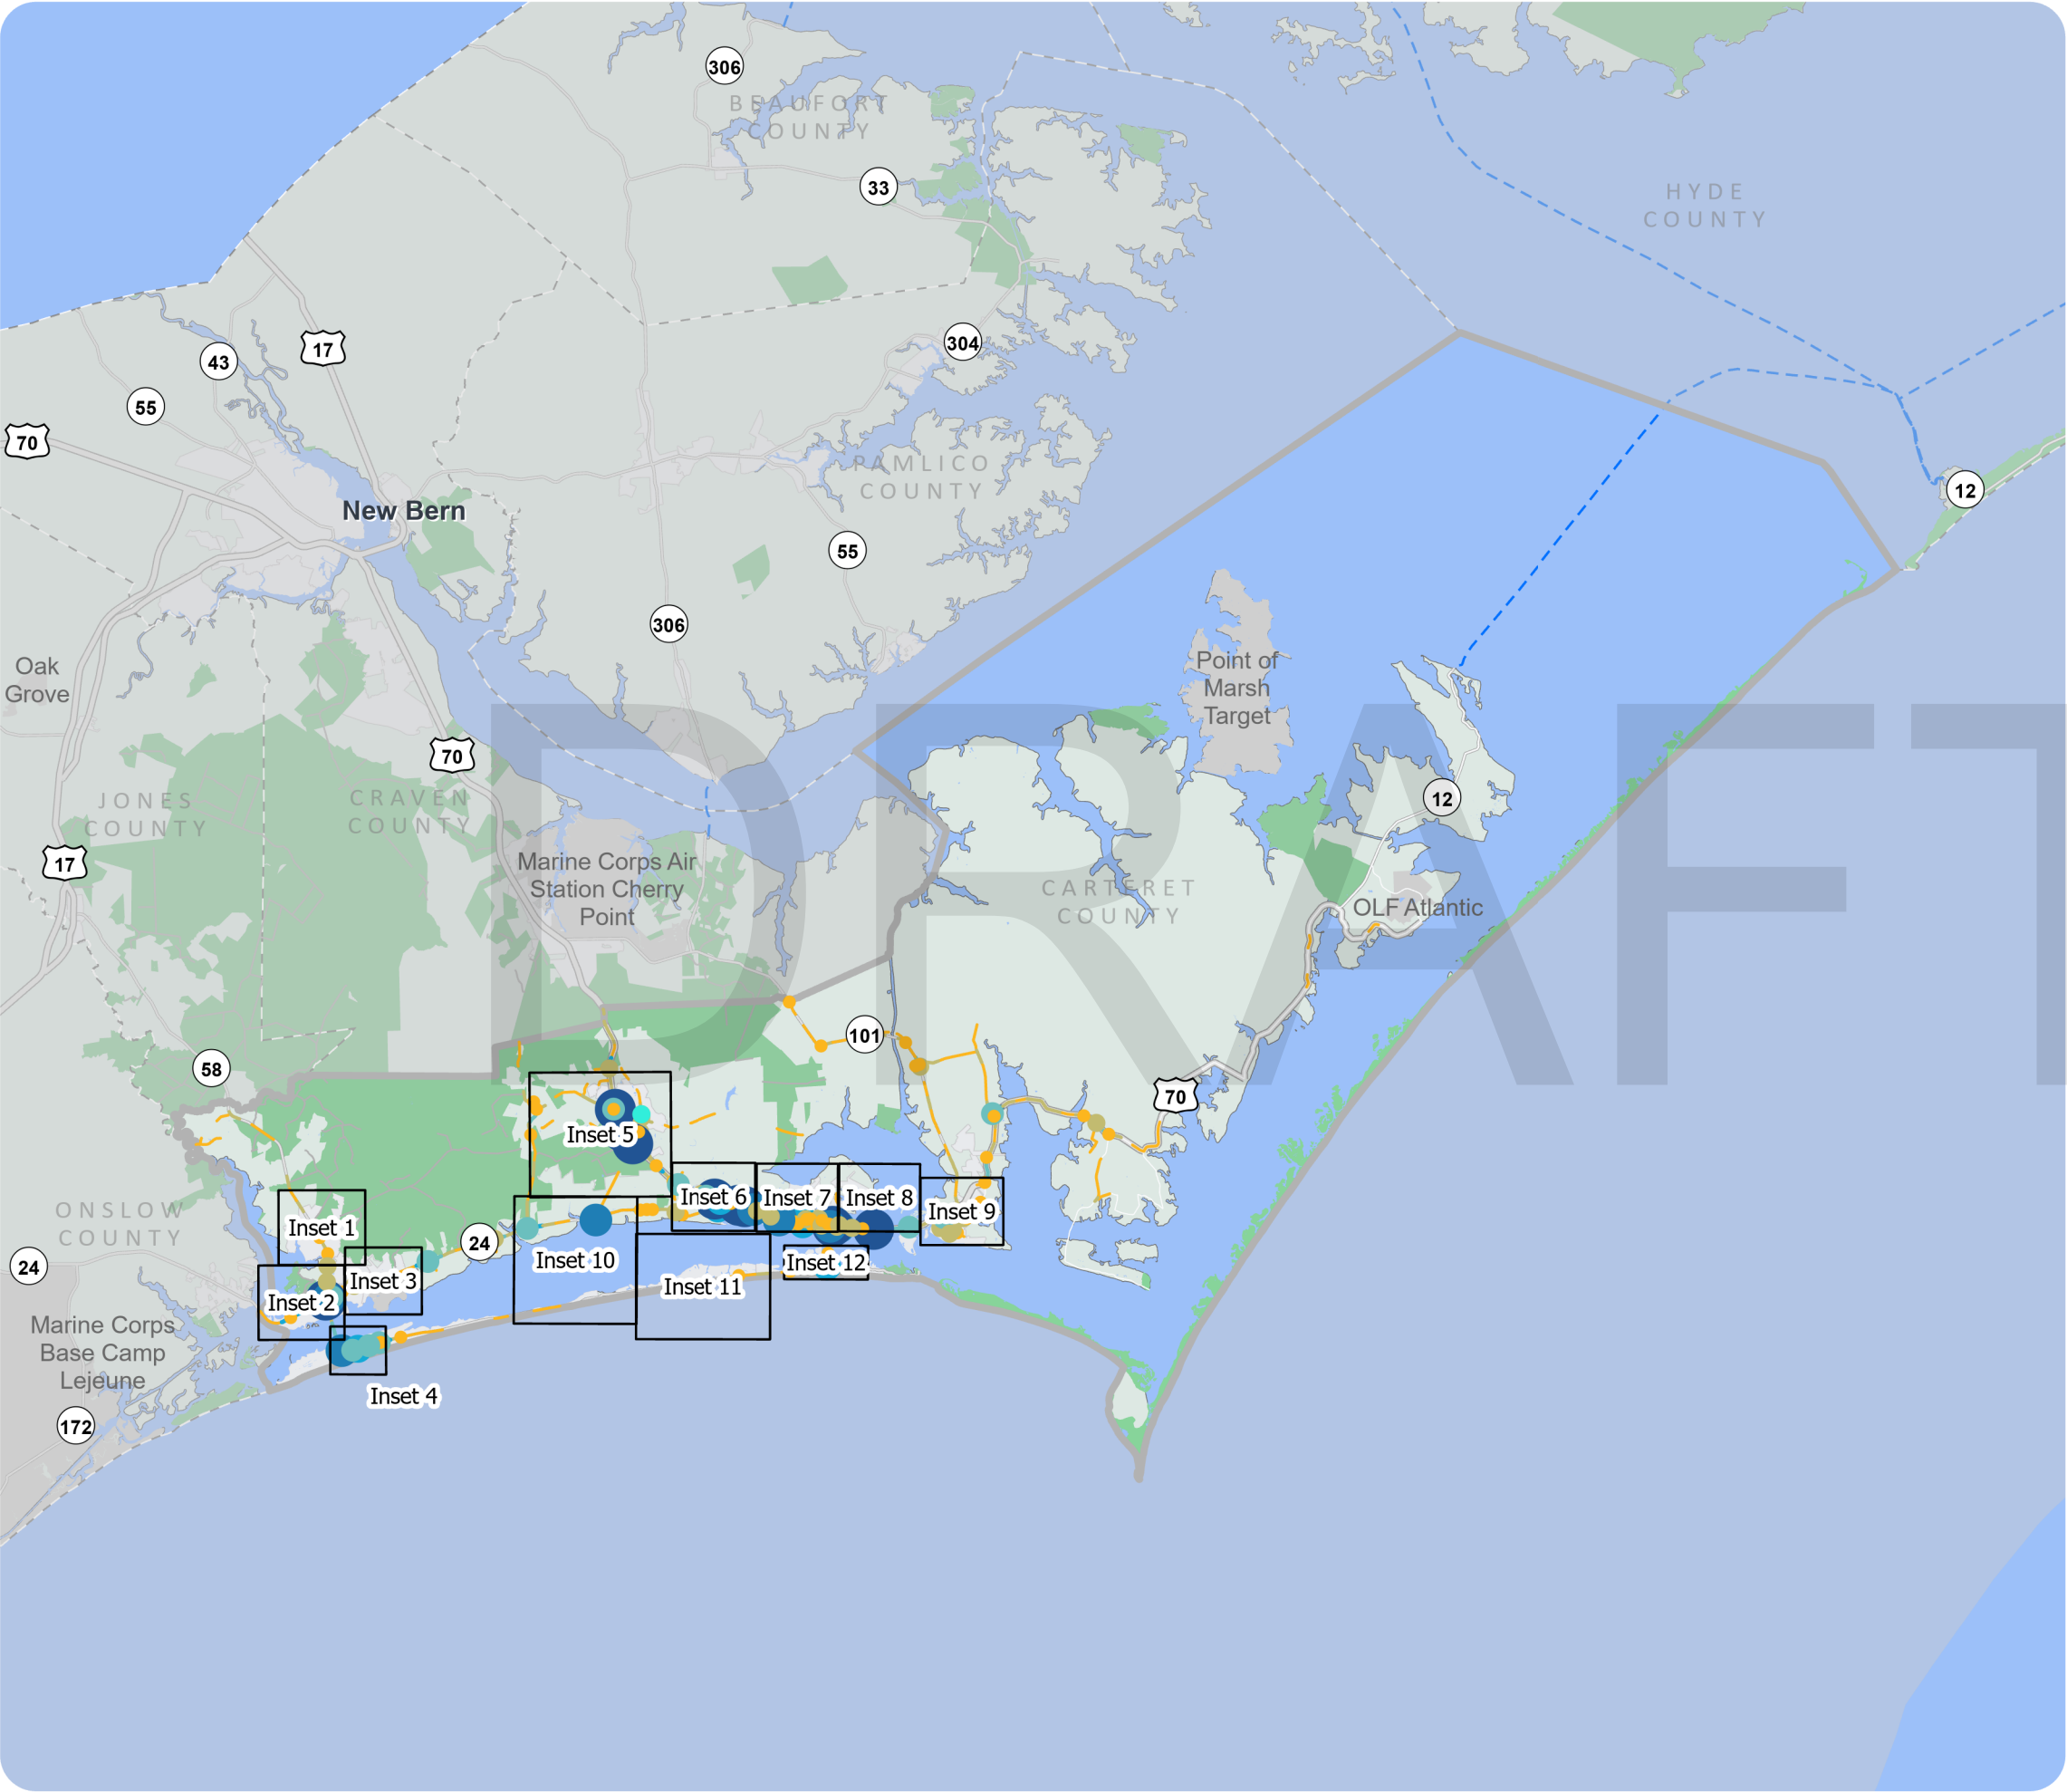 306
BEAUFORT
COUNTY
33
HYDE
COUNTY
304
17
43
55
70
PAMLICO
COUNTY
12
New Bern
55
306
Oak
Grove
Point of
Marsh
Target
70
12
JONES
COUNTY
CRAVEN
COUNTY
17
Marine Corps Air
Station Cherry
Point
CARTERET
COUNTY
OLF Atlantic
DRAFT
101
58
70
Inset 5
Inset 6
Inset 7
Inset 8
Inset 9
ONSLOW
COUNTY
Inset 1
24
24
Inset 10
Inset 12
Inset 3
Inset 11
Inset 2
Marine Corps
Base Camp
Lejeune
Inset 4
172